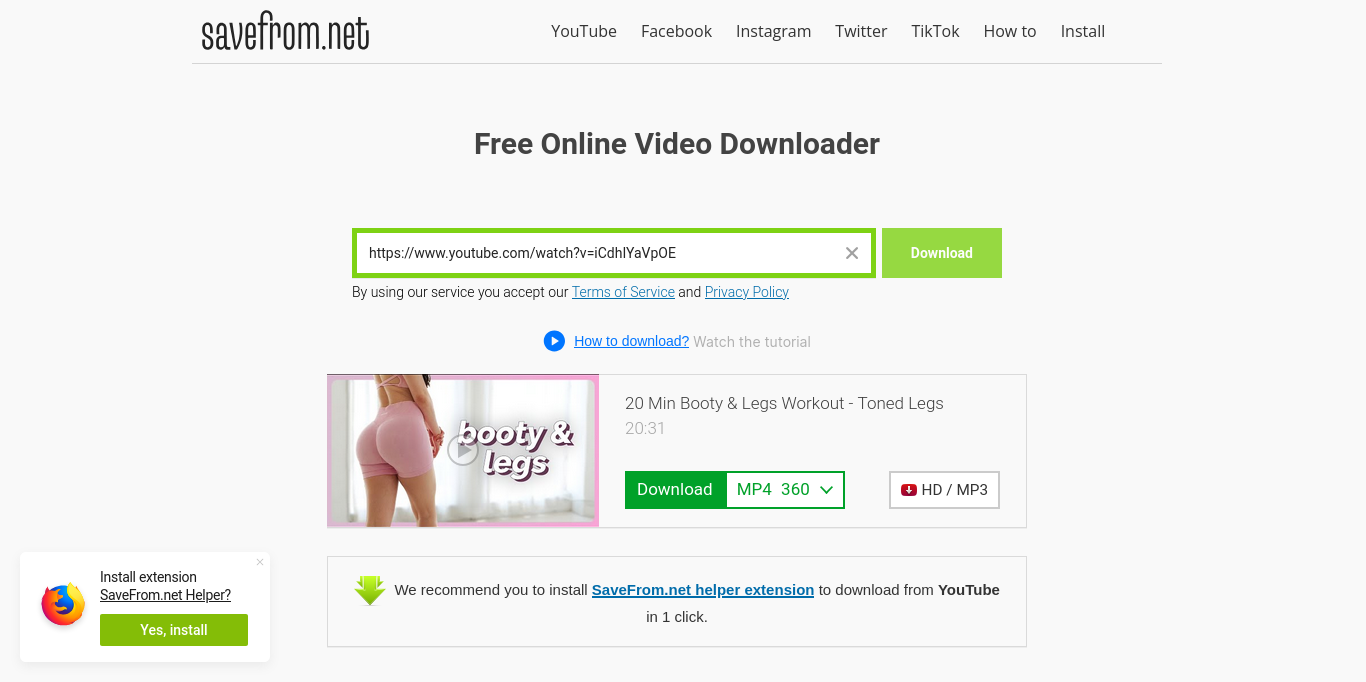 savefrom.net
YouTube Facebook Instagram Twitter TikTok How to Install
Free Online Video Downloader
https://www.youtube.com/watch?v=iCdhIYaVpOE
Download
By using our service you accept our Terms of Service and Privacy Policy
How to download? Watch the tutorial
booty &
legs
20 Min Booty & Legs Workout - Toned Legs
20:31
Download MP4 360
HD / MP3
We recommend you to install SaveFrom.net helper extension to download from YouTube
in 1 click.
Install extension
SaveFrom.net Helper?
Yes, install